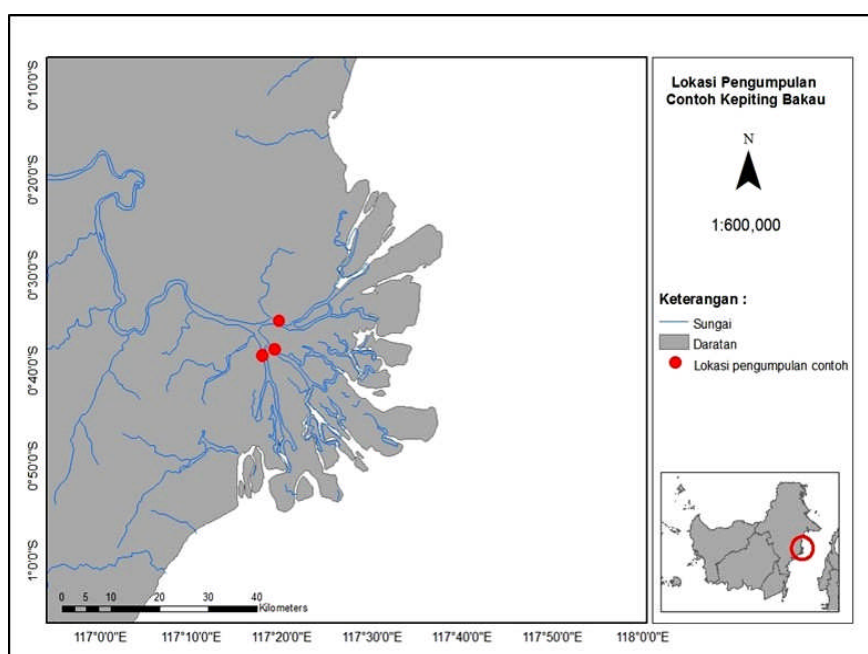 0°10'0"S
0°20'0"S
0°30'0"S
0°40'0"S
0°50'0"S
1°0'0"S
0 5 10 20 30 40
Kilometers
117°0'0"E 117°10'0"E 117°20'0"E 117°30'0"E 117°40'0"E 117°50'0"E 118°0'0"E
Lokasi Pengumpulan
Contoh Kepiting Bakau
N
1:600,000
Keterangan :
Sungai
Daratan
Lokasi pengumpulan contoh